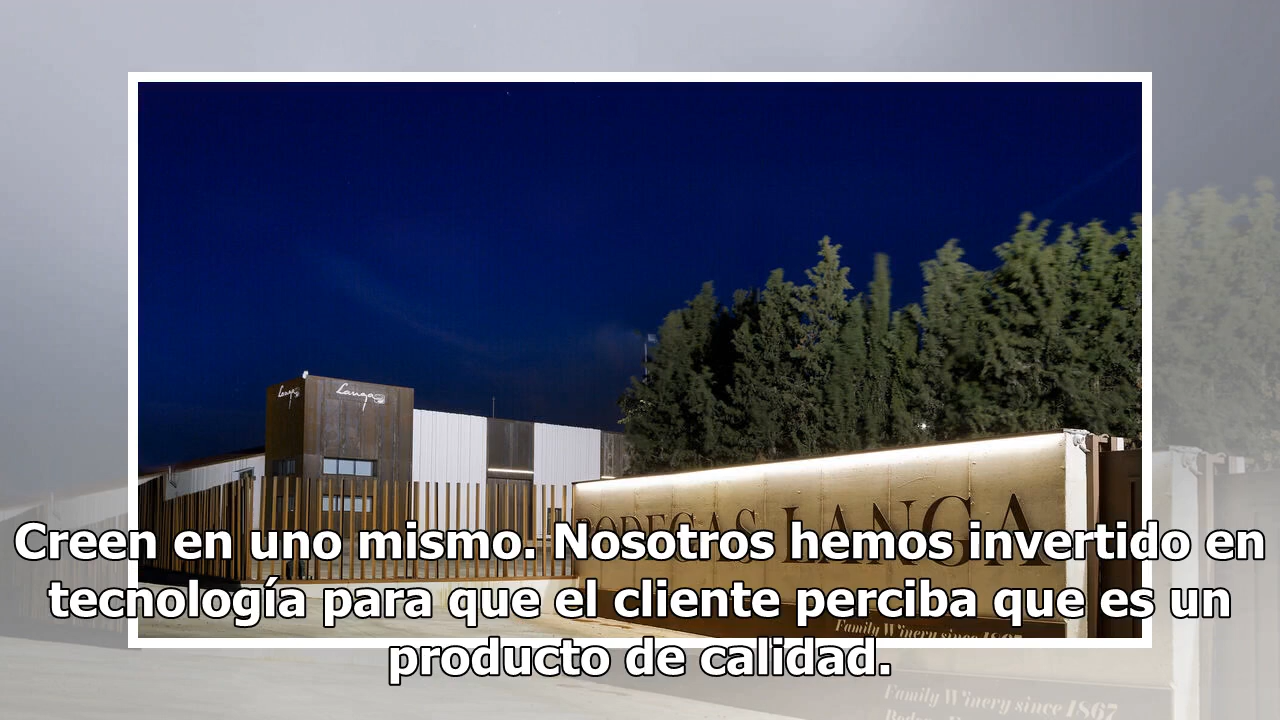 Langa
Langa
BODEGAS LANGA
Creen en uno mismo. Nosotros hemos invertido en
tecnología para que el cliente perciba que es un
producto de calidad.
Family Winery since 1867
Family Winery since 1867